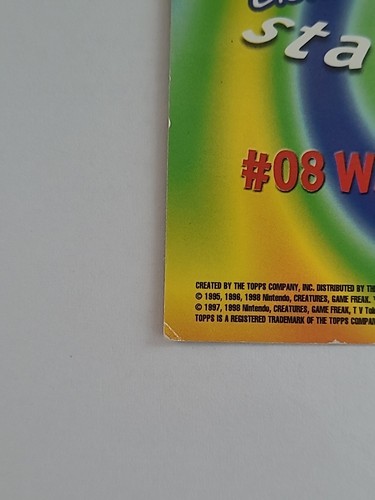 sta
#08 W
CREATED BY THE TOPPS COMPANY, INC. DISTRIBUTED BY THE
© 1995, 1996, 1998 Nintendo, CREATURES, GAME FREAK.
© 1997, 1998 Nintendo, CREATURES, GAME FREAK, T V
TOPPS IS A REGISTERED TRADEMARK OF THE TOPPS COMPAN